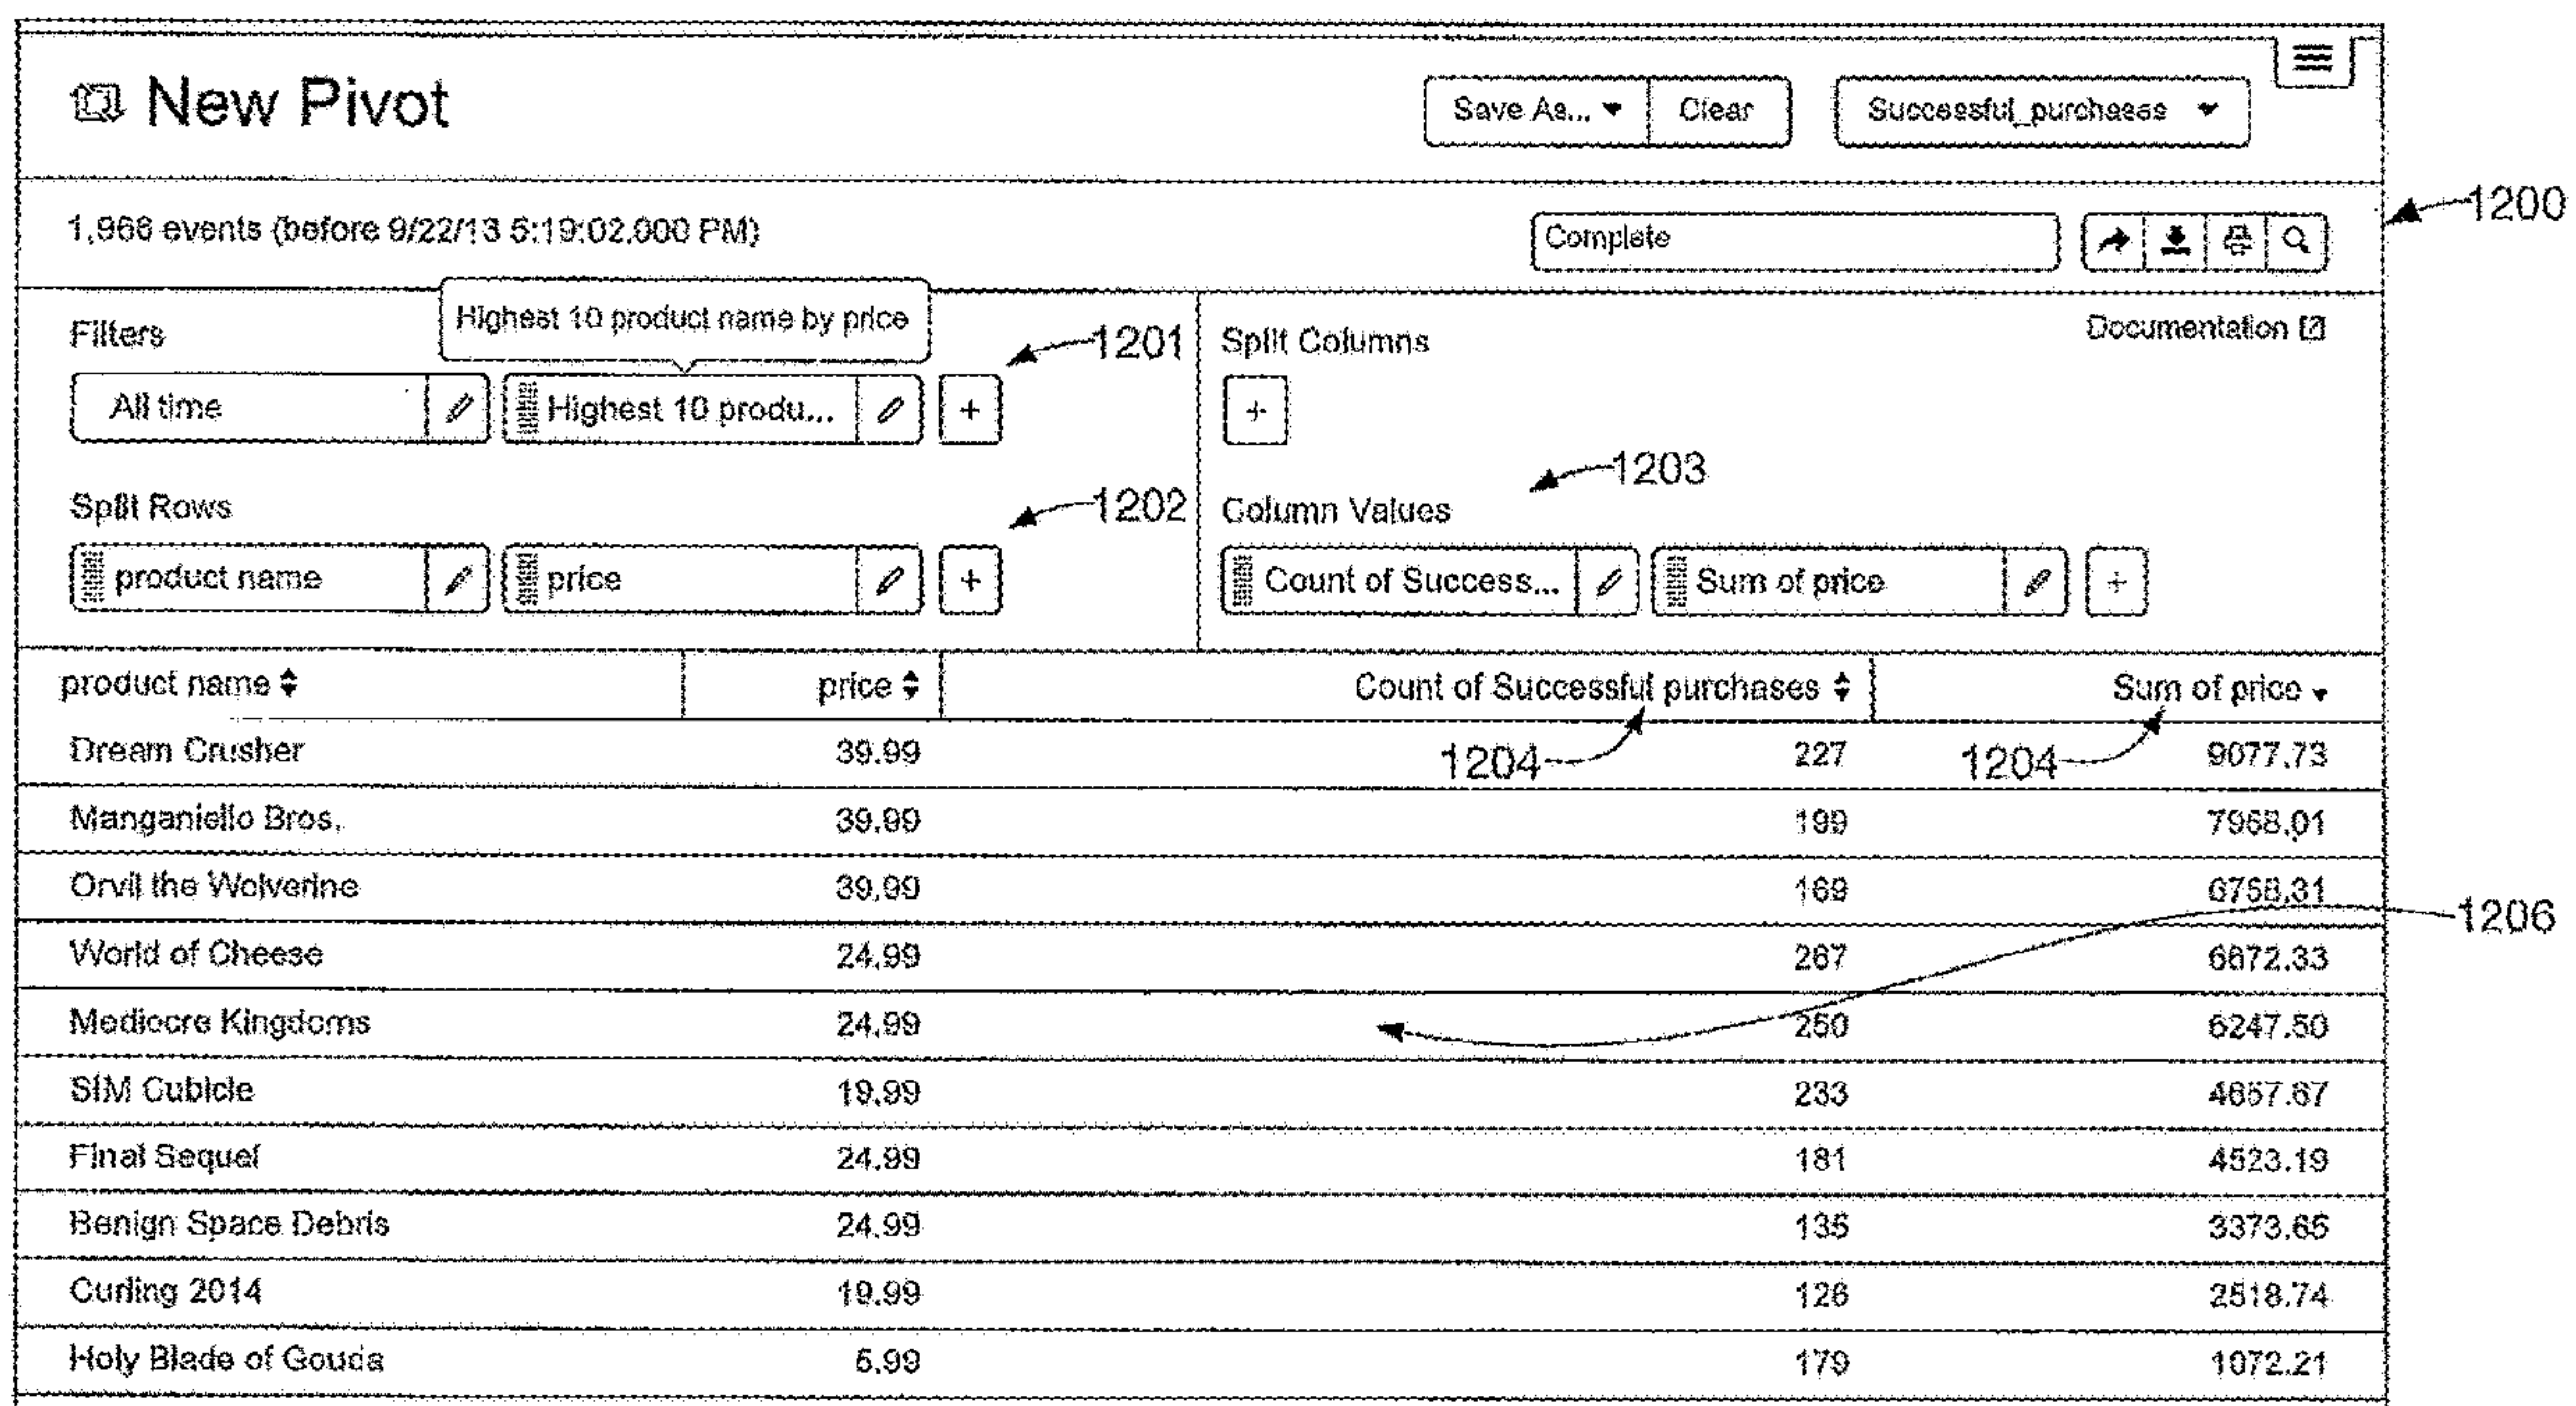 New Pivot
Save As... Clear Successful_purchases
1,966 events (before 9/22/13 5:19:02.000 PM)
Complete
1200
Highest 10 product name by price
Filters
1201
Split Columns
Documentation
All time
Highest 10 produ...
+
+
1203
Split Rows
1202
Column Values
product name
price
+
Count of Success...
Sum of price
+
product name price Count of Successful purchases Sum of price
Dream Crusher 39.99 1204 227 1204 9077.73
Manganiello Bros. 39.99 199 7958.01
Orvil the Wolverine 39.99 169 6758.31
1206
World of Cheese 24.99 267 6672.33
Mediocre Kingdoms 24.99 250 6247.50
SIM Cubicle 19.99 233 4657.67
Final Sequel 24.99 181 4523.19
Benign Space Debris 24.99 135 3373.65
Curling 2014 19.99 126 2518.74
Holy Blade of Gouda 5.99 179 1072.21